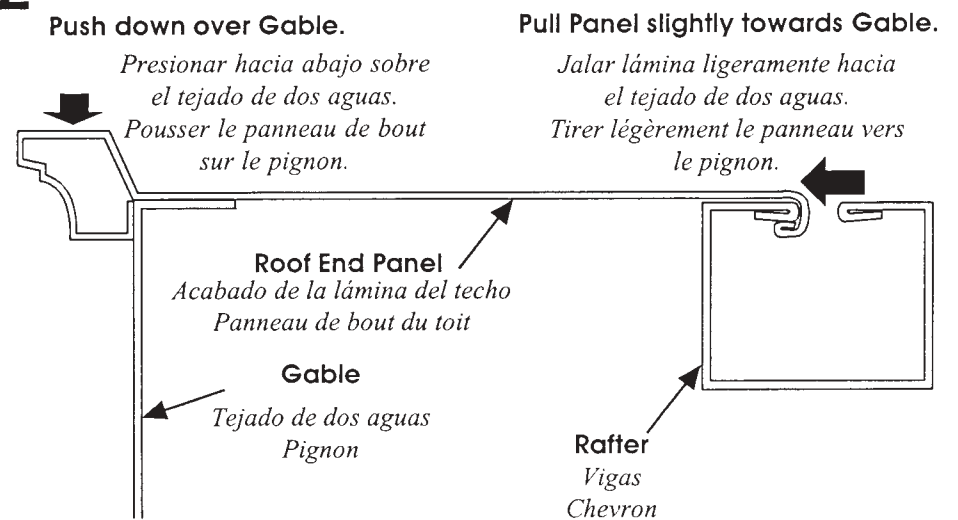 2
Push down over Gable.
Presionar hacia abajo sobre
el tejado de dos aguas.
Pousser le panneau de bout
sur le pignon.
Pull Panel slightly towards Gable.
Jalar lámina ligeramente hacia
el tejado de dos aguas.
Tirer légèrement le panneau vers
le pignon.
Roof End Panel
Acabado de la lámina del techo
Panneau de bout du toit
Gable
Tejado de dos aguas
Pignon
Rafter
Vigas
Chevron